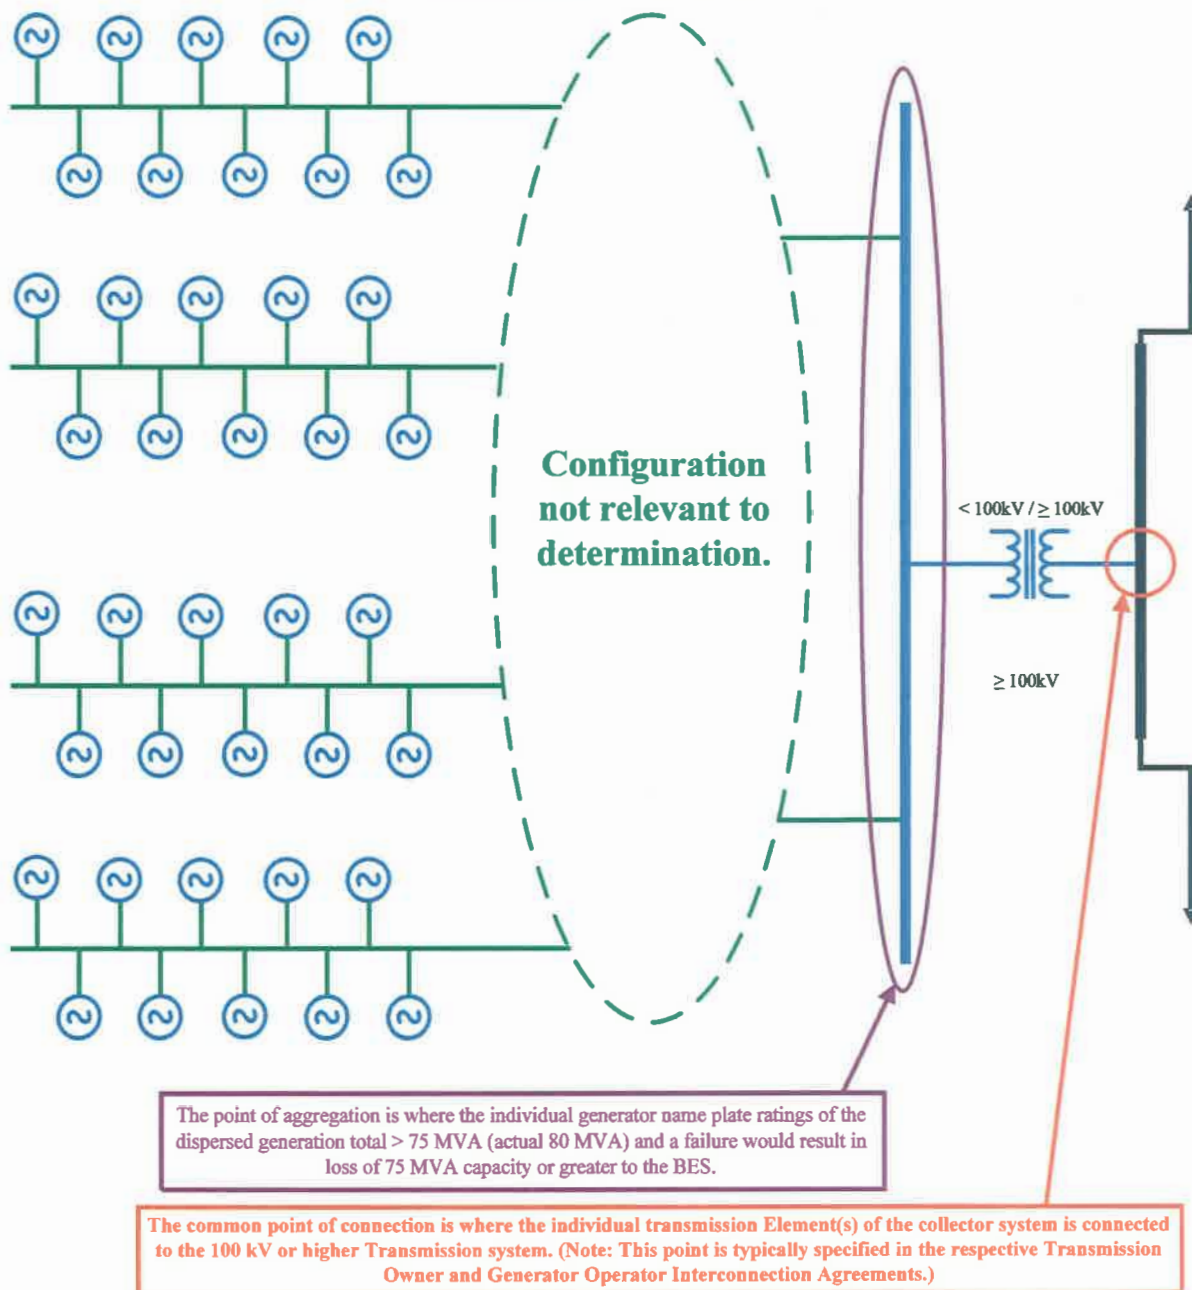 Configuration
not relevant to
determination.
< 100kV / ≥ 100kV
≥ 100kV
The point of aggregation is where the individual generator name plate ratings of the
dispersed generation total > 75 MVA (actual 80 MVA) and a failure would result in
loss of 75 MVA capacity or greater to the BES.
The common point of connection is where the individual transmission Element(s) of the collector system is connected
to the 100 kV or higher Transmission system. (Note: This point is typically specified in the respective Transmission
Owner and Generator Operator Interconnection Agreements.)